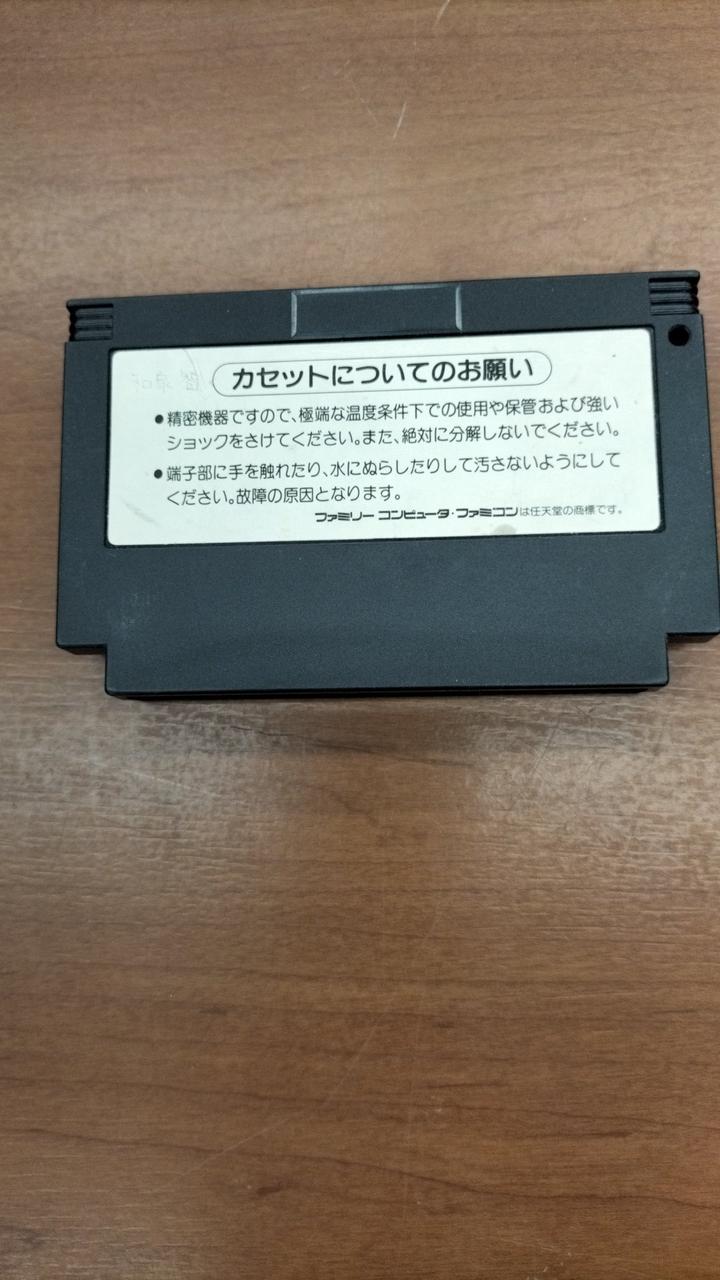 カセットについてのお願い
●精密機器ですので、極端な温度条件下での使用や保管および強い
ショックをさけてください。また、絶対に分解しないでください。
●端子部に手を触れたり、水にぬらしたりして汚さないようにして
ください。故障の原因となります。
ファミリー コンピュータ・ファミコンは任天堂の商標です。